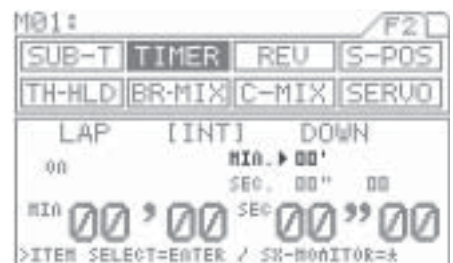 M01: F2
SUB-T TIMER REV S-POS
TH-HLD BR-MIX C-MIX SERVO
LAP [INT] DOWN
on MIN.▶00'
SEC. 00" 00
MIN 00'00 SEC 00"00
>ITEM SELECT=ENTER / SX-MONITOR=*